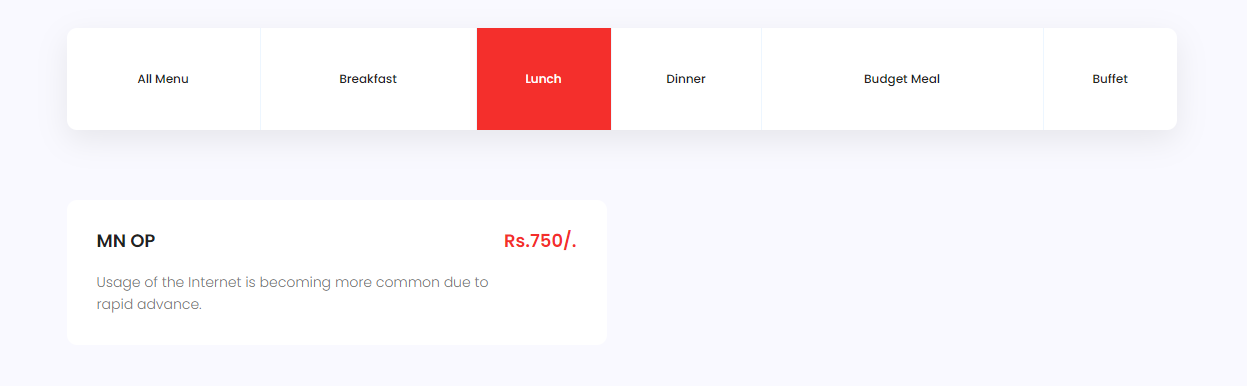 All Menu Breakfast Lunch Dinner Budget Meal Buffet
MN OP Rs.750/.
Usage of the Internet is becoming more common due to
rapid advance.